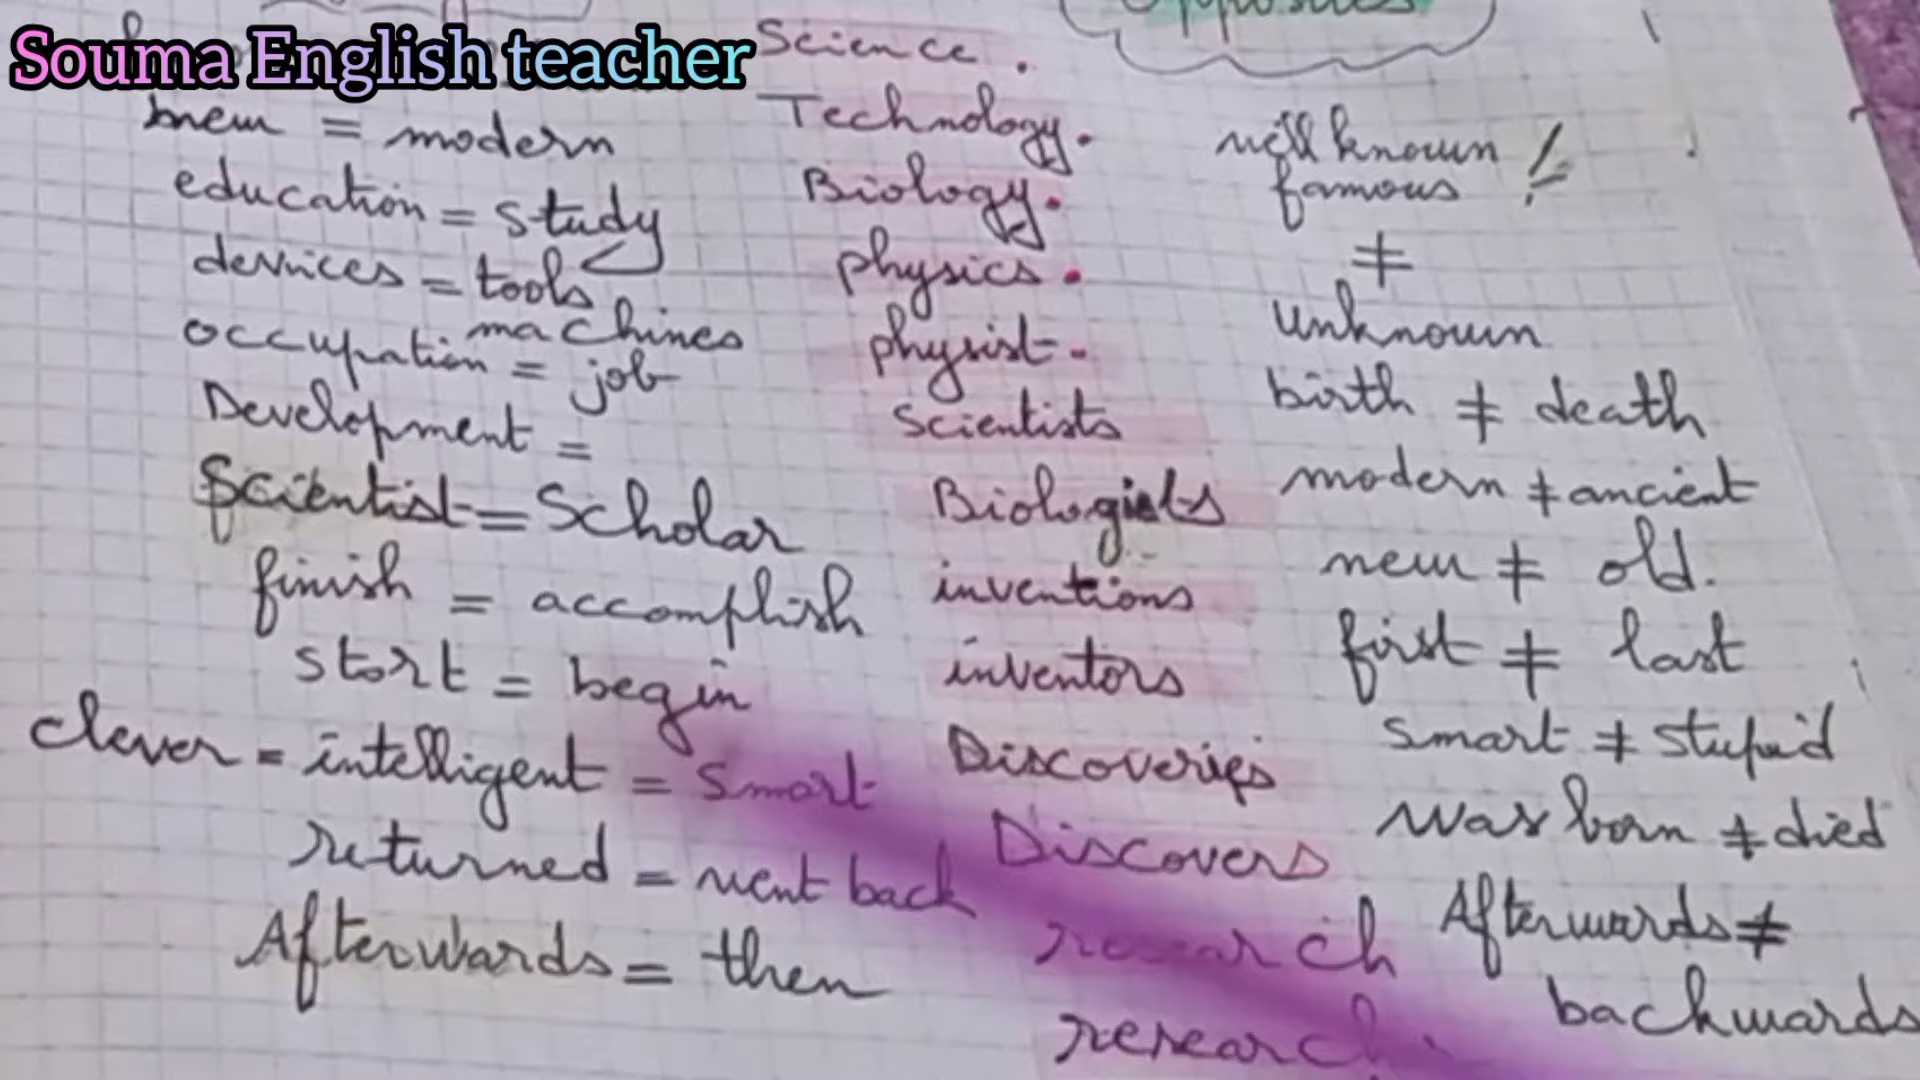 Souma English teacher
new = modern
education = study
devices = tools
machines
occupation = job
Development =
Scientist = Scholar
finish = accomplish
start = begin
clever = intelligent = smart
returned = went back
Afterwards = then
Science.
Technology.
Biology.
physics.
physist.
Scientists
Biologists
inventions
inventors
Discoveries
Discovers
research
Opposites
well known
famous
≠
unknown
birth ≠ death
modern ≠ ancient
new ≠ old.
first ≠ last
smart ≠ stupid
was born ≠ died
Afterwards ≠
backwards